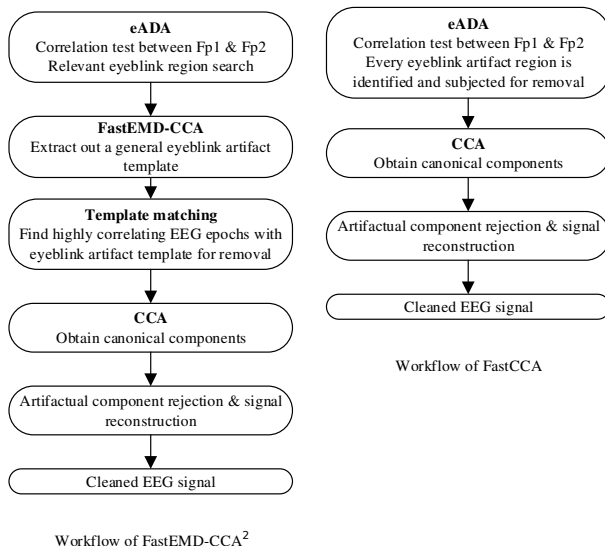 eADA
Correlation test between Fp1 & Fp2
Relevant eyeblink region search
FastEMD-CCA
Extract out a general eyeblink artifact
template
Template matching
Find highly correlating EEG epochs with
eyeblink artifact template for removal
CCA
Obtain canonical components
Artifactual component rejection & signal
reconstruction
Cleaned EEG signal
Workflow of FastEMD-CCA²
eADA
Correlation test between Fp1 & Fp2
Every eyeblink artifact region is
identified and subjected for removal
CCA
Obtain canonical components
Artifactual component rejection & signal
reconstruction
Cleaned EEG signal
Workflow of FastCCA